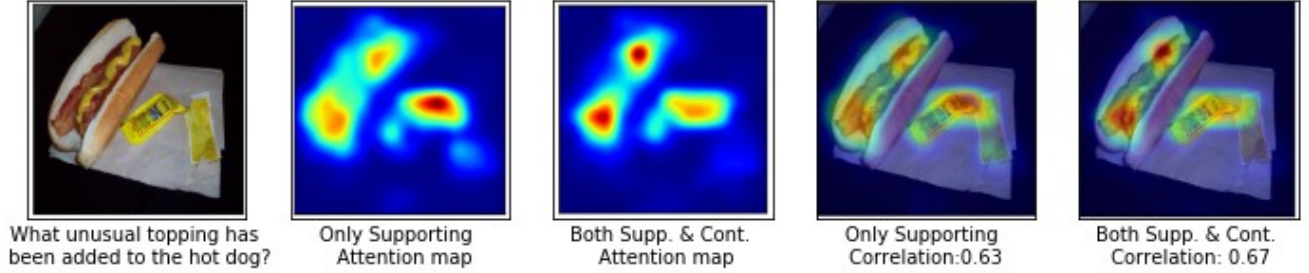 What unusual topping has
been added to the hot dog?
Only Supporting
Attention map
Both Supp. & Cont.
Attention map
Only Supporting
Correlation:0.63
Both Supp. & Cont.
Correlation: 0.67